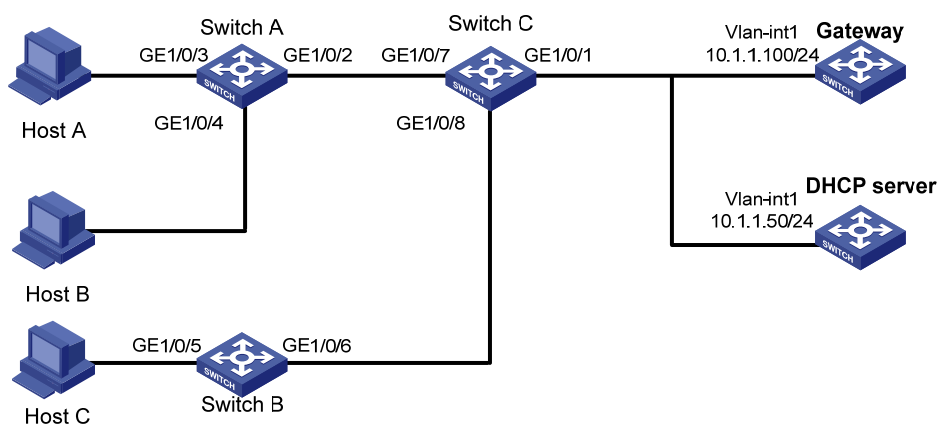 Switch A
Switch C
Vlan-int1
10.1.1.100/24
Gateway
GE1/0/3
GE1/0/2
GE1/0/7
GE1/0/1
SWITCH
SWITCH
SWITCH
Host A
GE1/0/4
GE1/0/8
Vlan-int1
10.1.1.50/24
DHCP server
SWITCH
Host B
GE1/0/5
GE1/0/6
SWITCH
Switch B
Host C